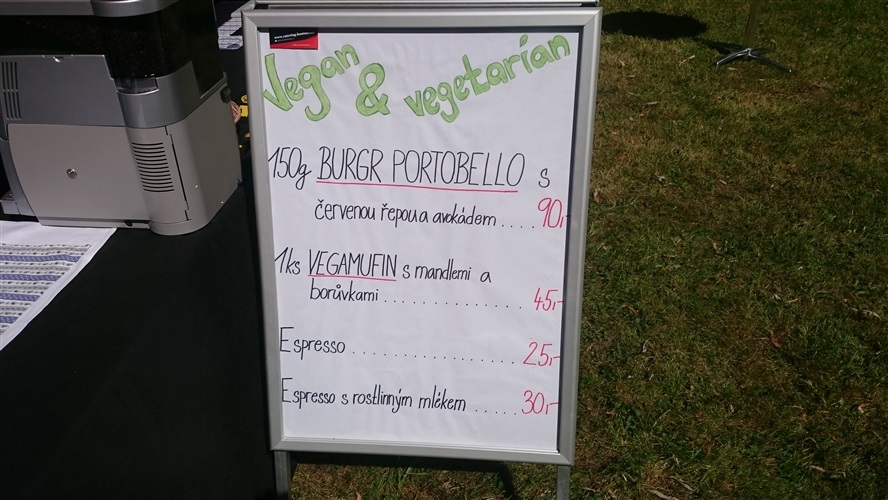 Vegan & vegetarian
150g BURGR PORTOBELLO s
červenou řepou a avokádem .... 90,-
1ks VEGAMUFIN s mandlemi a
borůvkami ............... 45,-
Espresso ................. 25,-
Espresso s rostlinným mlékem ..... 30,-